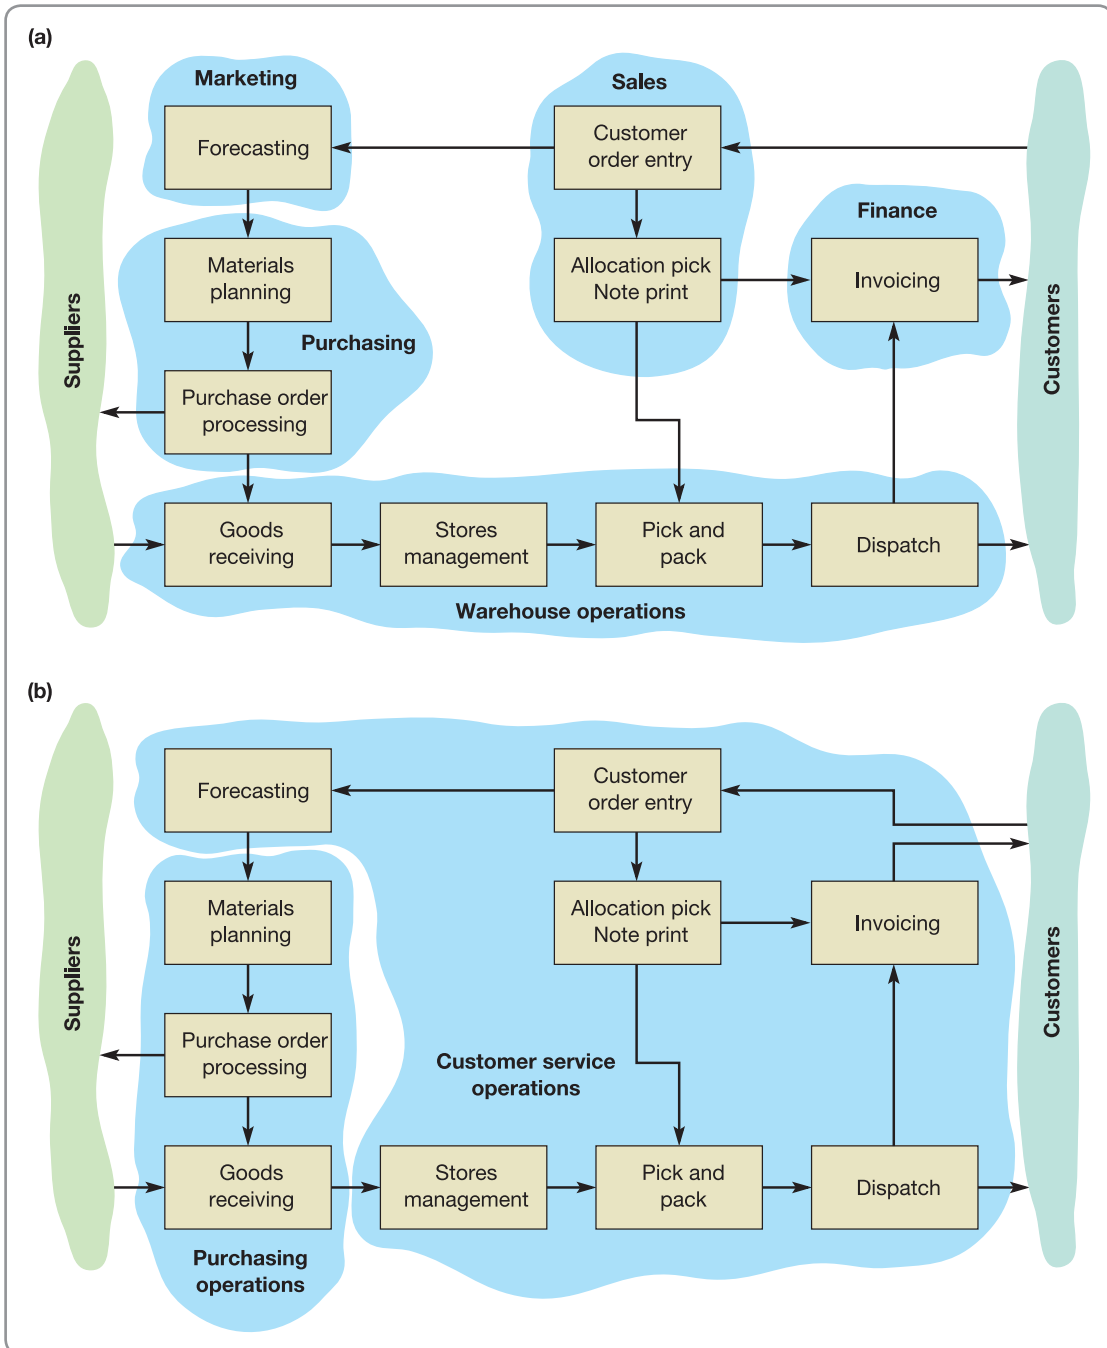 (a)
Marketing
Sales
Forecasting
Customer
order entry
Finance
Materials
planning
Allocation pick
Note print
Invoicing
Suppliers
Customers
Purchasing
Purchase order
processing
Goods
receiving
Stores
management
Pick and
pack
Dispatch
Warehouse operations
(b)
Forecasting
Customer
order entry
Materials
planning
Allocation pick
Note print
Invoicing
Suppliers
Customers
Purchase order
processing
Customer service
operations
Goods
receiving
Stores
management
Pick and
pack
Dispatch
Purchasing
operations